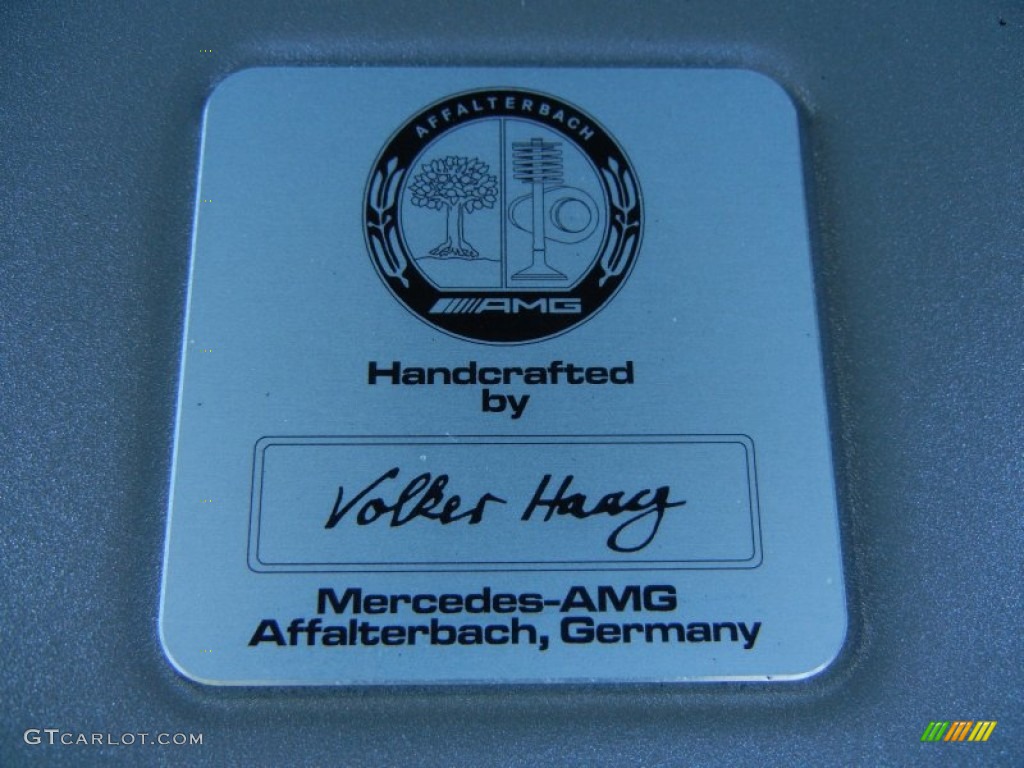 AFFALTERBACH
AMG
Handcrafted
by
Volker Haag
Mercedes-AMG
Affalterbach, Germany
GTCARLOT.COM